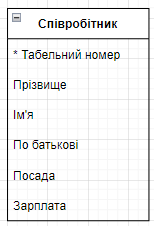 Співробітник
* Табельний номер
Прізвище
Ім'я
По батькові
Посада
Зарплата